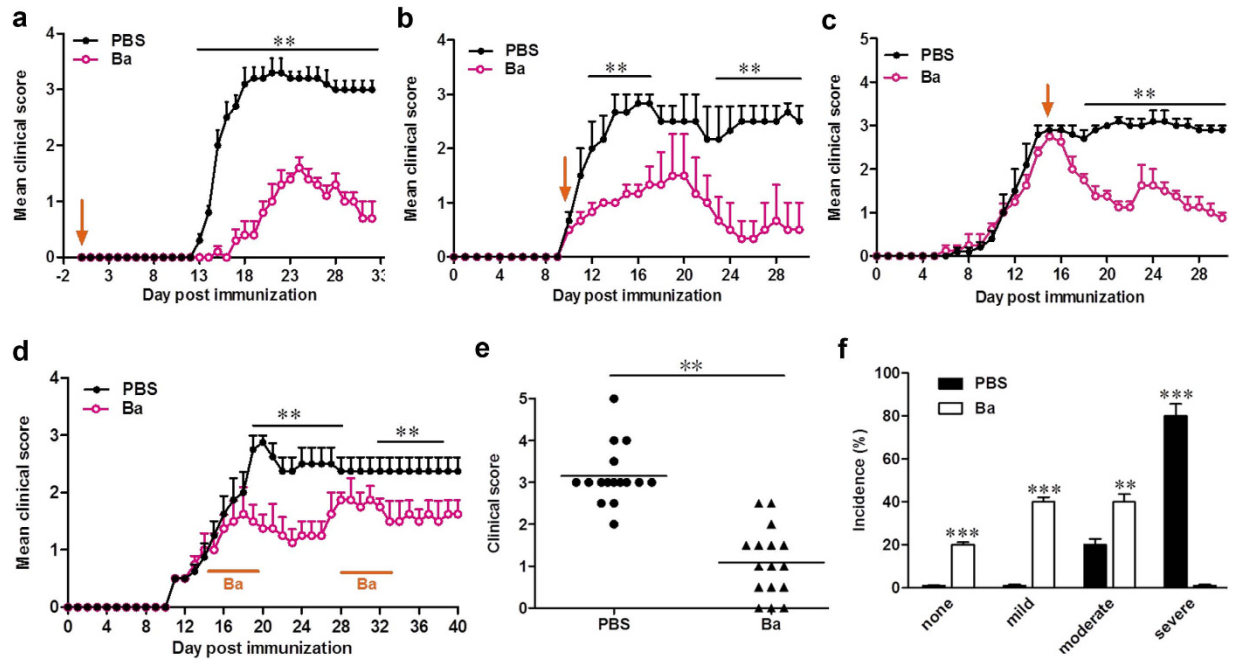 a
PBS
Ba
**
Mean clinical score
4
3
2
1
0
-2 3 8 13 18 23 28 33
Day post immunization
b
PBS
Ba
** **
Mean clinical score
4
3
2
1
0
0 4 8 12 16 20 24 28
Day post immunization
c
PBS
Ba
**
Mean clinical score
5
4
3
2
1
0
0 4 8 12 16 20 24 28
Day post immunization
d
PBS
Ba
** **
Mean clinical score
4
3
2
1
0
Ba Ba
0 4 8 12 16 20 24 28 32 36 40
Day post immunization
e
**
Clinical score
5
4
3
2
1
0
PBS Ba
f
PBS
Ba
Incidence (%)
100
80
60
40
20
0
*** *** ** ***
none mild moderate severe